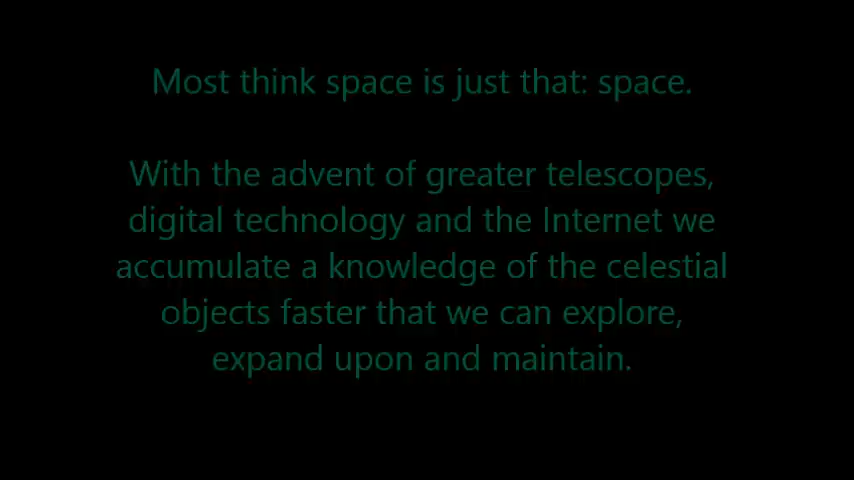 Most think space is just that: space.
With the advent of greater telescopes,
digital technology and the Internet we
accumulate a knowledge of the celestial
objects faster that we can explore,
expand upon and maintain.